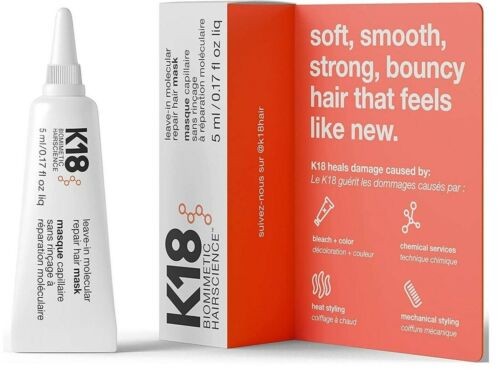 K18
BIOMIMETIC
HAIRSCIENCE
leave-in molecular
repair hair mask
masque capillaire
sans rinçage à
réparation moléculaire
5 ml/0.17 fl oz liq
K18
BIOMIMETIC
HAIRSCIENCE™
leave-in molecular
repair hair mask
masque capillaire
sans rinçage
à réparation moléculaire
5 ml/0.17 fl oz liq
suivez-nous sur @k18hair
soft, smooth,
strong, bouncy
hair that feels
like new.
K18 heals damage caused by:
Le K18 guérit les dommages causés par :
bleach + color
décoloration + couleur
chemical services
technique chimique
heat styling
coiffage à chaud
mechanical styling
coiffure mécanique